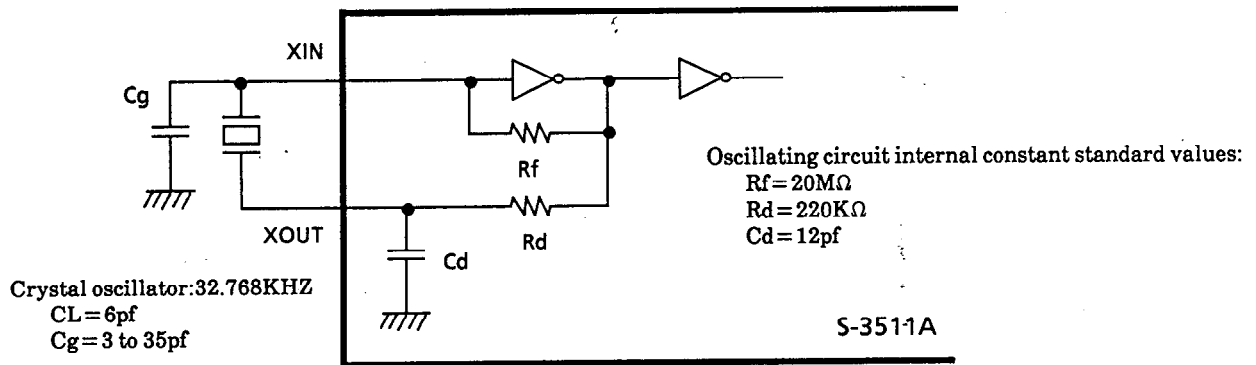 XIN
Cg
Rf
Oscillating circuit internal constant standard values:
Rf=20MΩ
Rd=220KΩ
Cd=12pf
XOUT
Rd
Cd
Crystal oscillator:32.768KHZ
CL=6pf
Cg=3 to 35pf
S-3511A